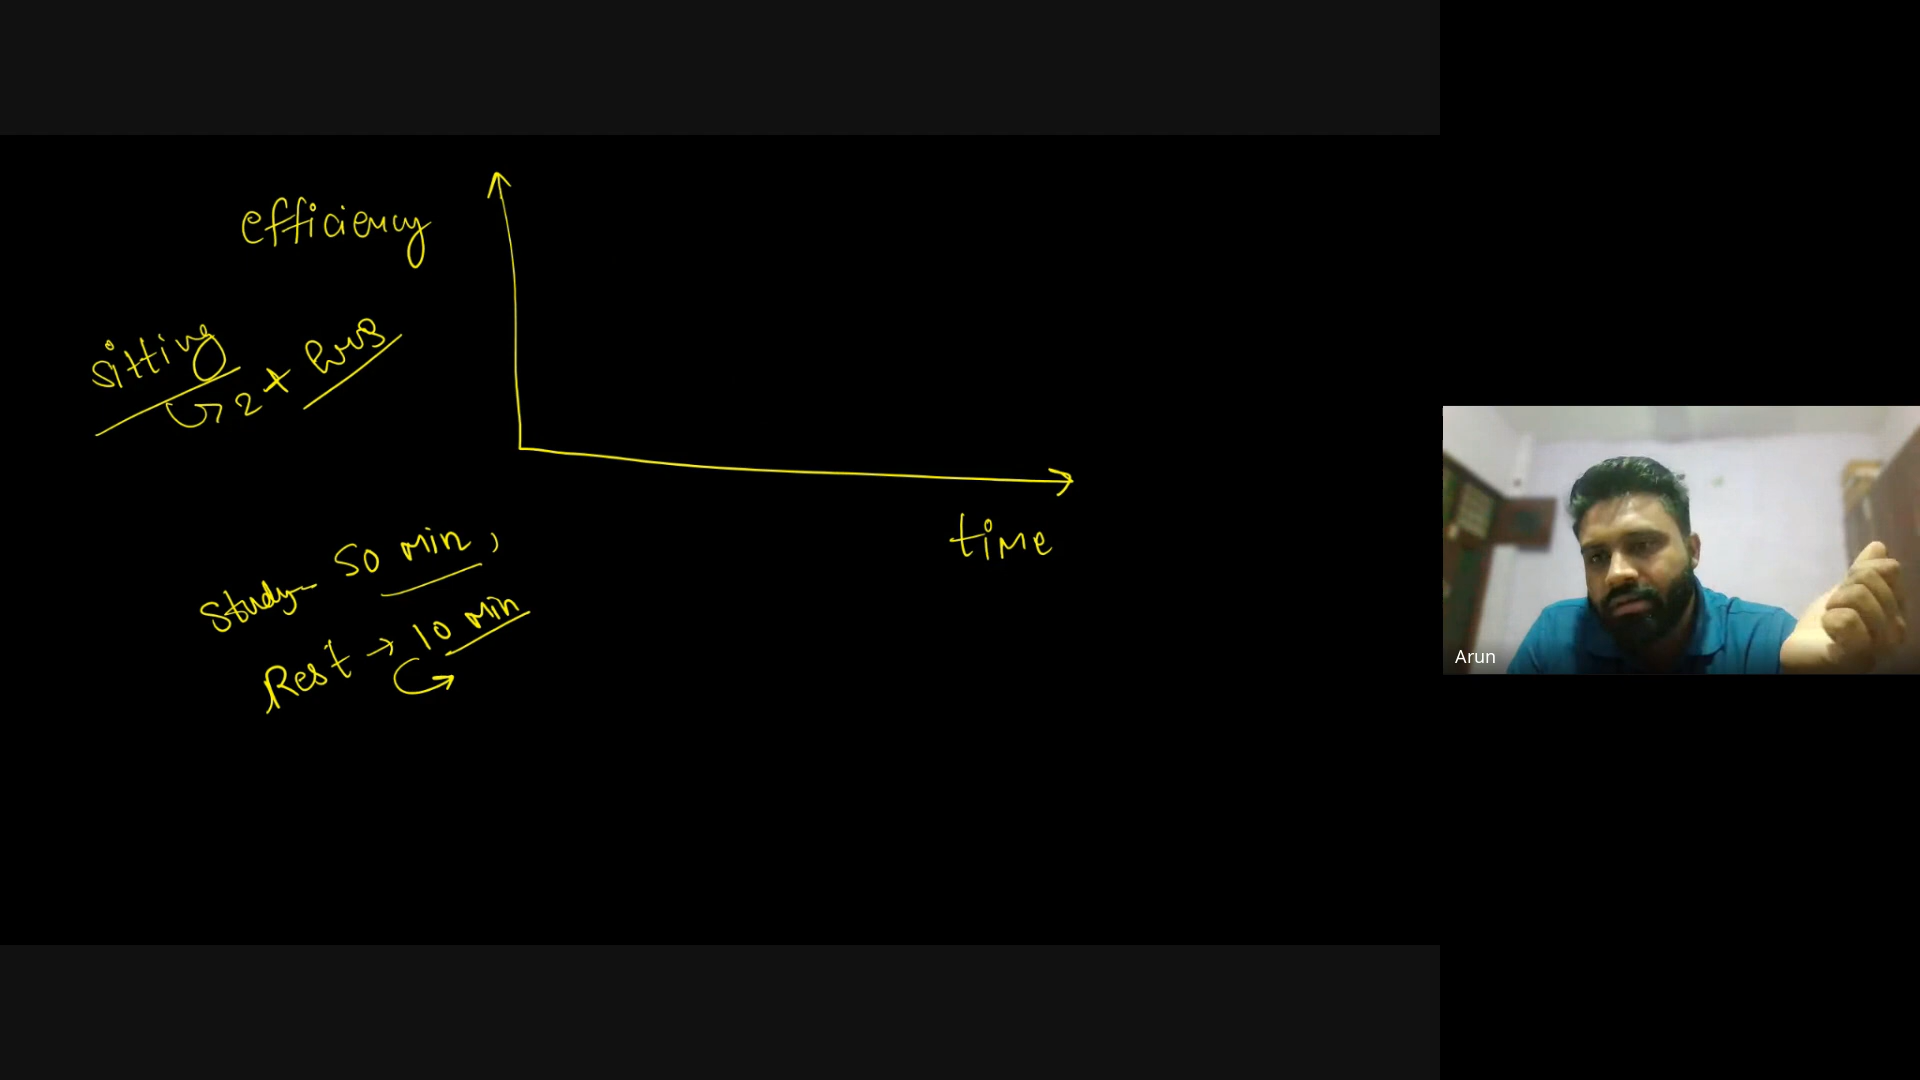 efficiency
sitting
2+ hrs
time
Study- 50 min,
Rest → 10 min
Arun